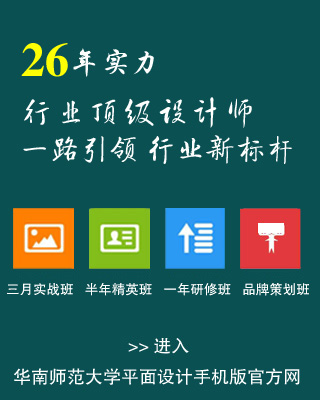 26年实力
行业顶级设计师
一路引领 行业新标杆
三月实战班 半年精英班 一年研修班 品牌策划班
>> 进入
华南师范大学平面设计手机版官方网